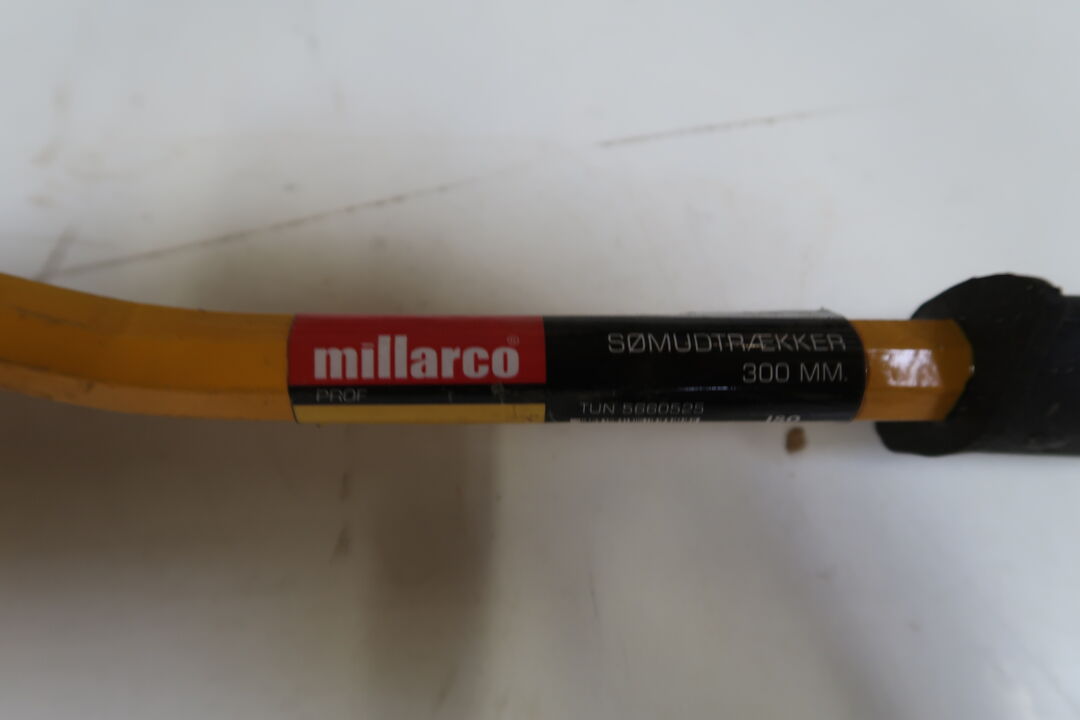 millarco®
PROF
SØMUDTRÆKKER
300 MM.
TUN 5660525